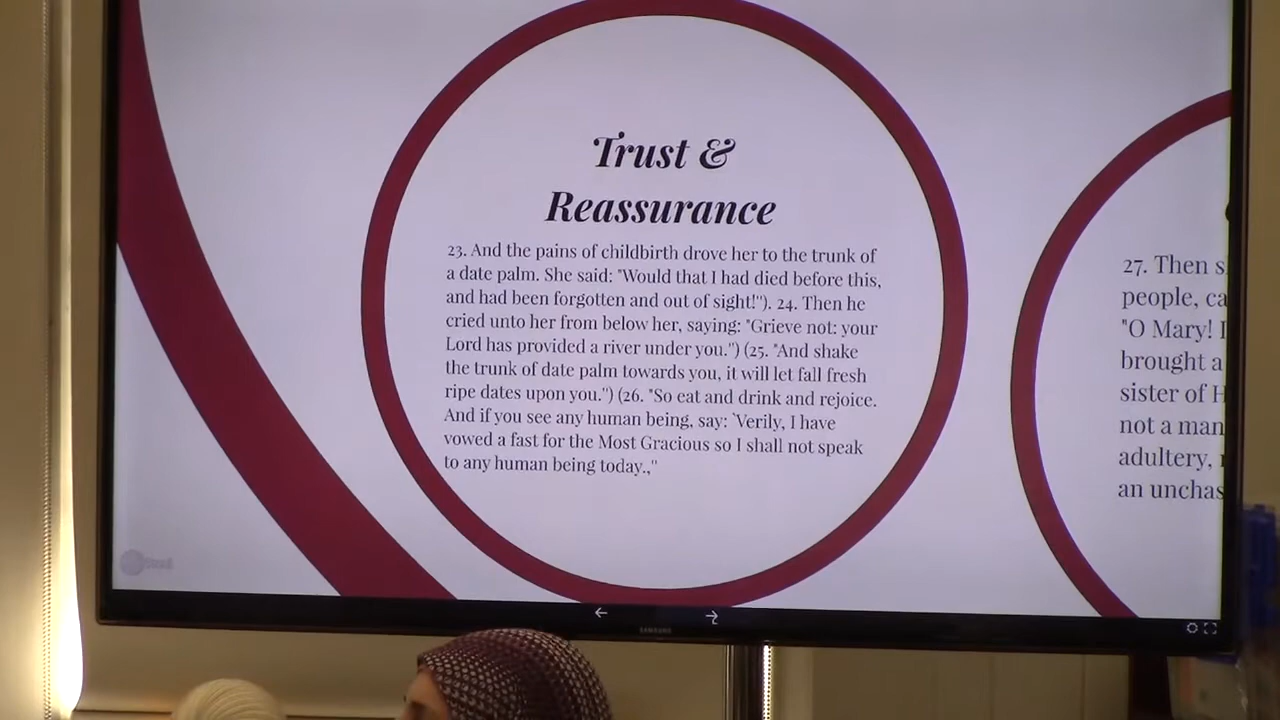 Trust &
Reassurance
23. And the pains of childbirth drove her to the trunk of
a date palm. She said: "Would that I had died before this,
and had been forgotten and out of sight!"). 24. Then he
cried unto her from below her, saying: "Grieve not: your
Lord has provided a river under you.") (25. "And shake
the trunk of date palm towards you, it will let fall fresh
ripe dates upon you.") (26. "So eat and drink and rejoice.
And if you see any human being, say: `Verily, I have
vowed a fast for the Most Gracious so I shall not speak
to any human being today.,"
27. Then
people,
"O Mary!
brought a
sister of
not a man
adultery,
an
SAMSUNG